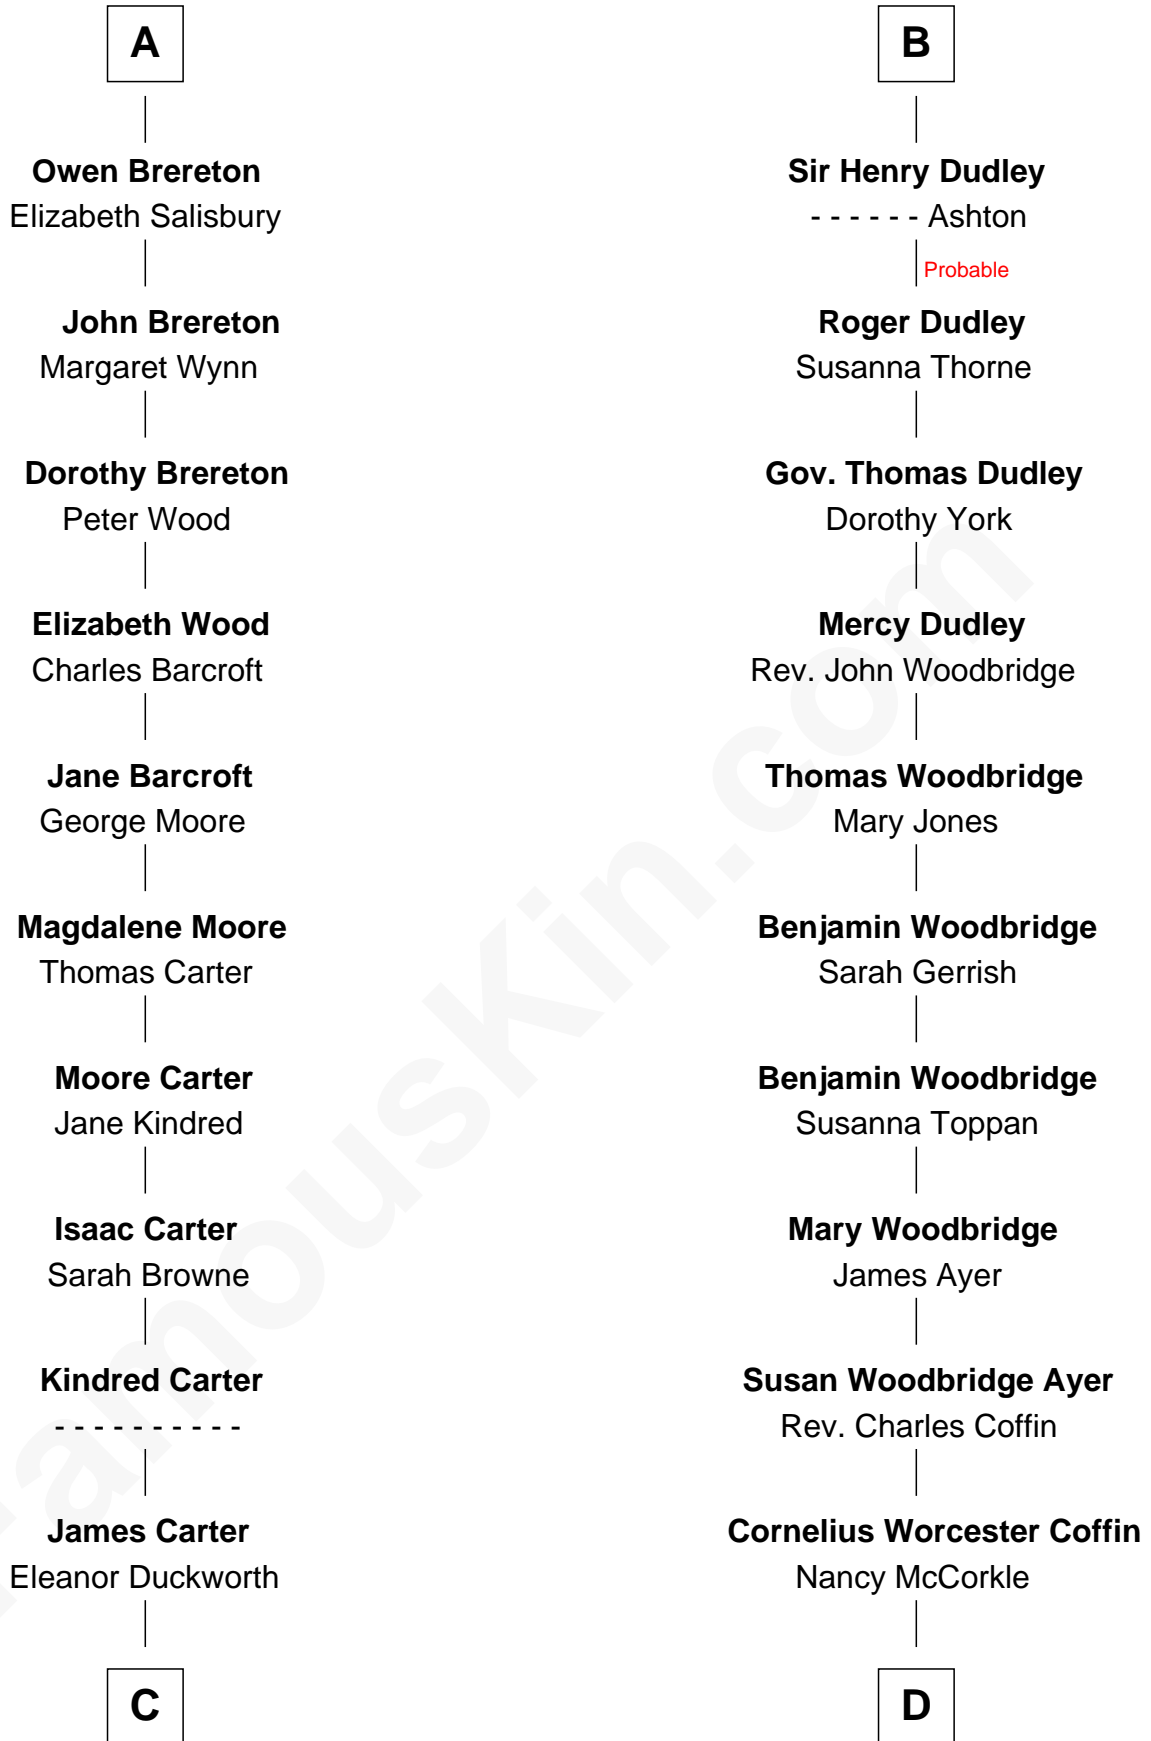 A
Owen Brereton
Elizabeth Salisbury
John Brereton
Margaret Wynn
Dorothy Brereton
Peter Wood
Elizabeth Wood
Charles Barcroft
Jane Barcroft
George Moore
Magdalene Moore
Thomas Carter
Moore Carter
Jane Kindred
Isaac Carter
Sarah Browne
Kindred Carter
- - - - - - - - - -
James Carter
Eleanor Duckworth
C
B
Sir Henry Dudley
- - - - - - Ashton
Probable
Roger Dudley
Susanna Thorne
Gov. Thomas Dudley
Dorothy York
Mercy Dudley
Rev. John Woodbridge
Thomas Woodbridge
Mary Jones
Benjamin Woodbridge
Sarah Gerrish
Benjamin Woodbridge
Susanna Toppan
Mary Woodbridge
James Ayer
Susan Woodbridge Ayer
Rev. Charles Coffin
Cornelius Worcester Coffin
Nancy McCorkle
D
FamousKin.com